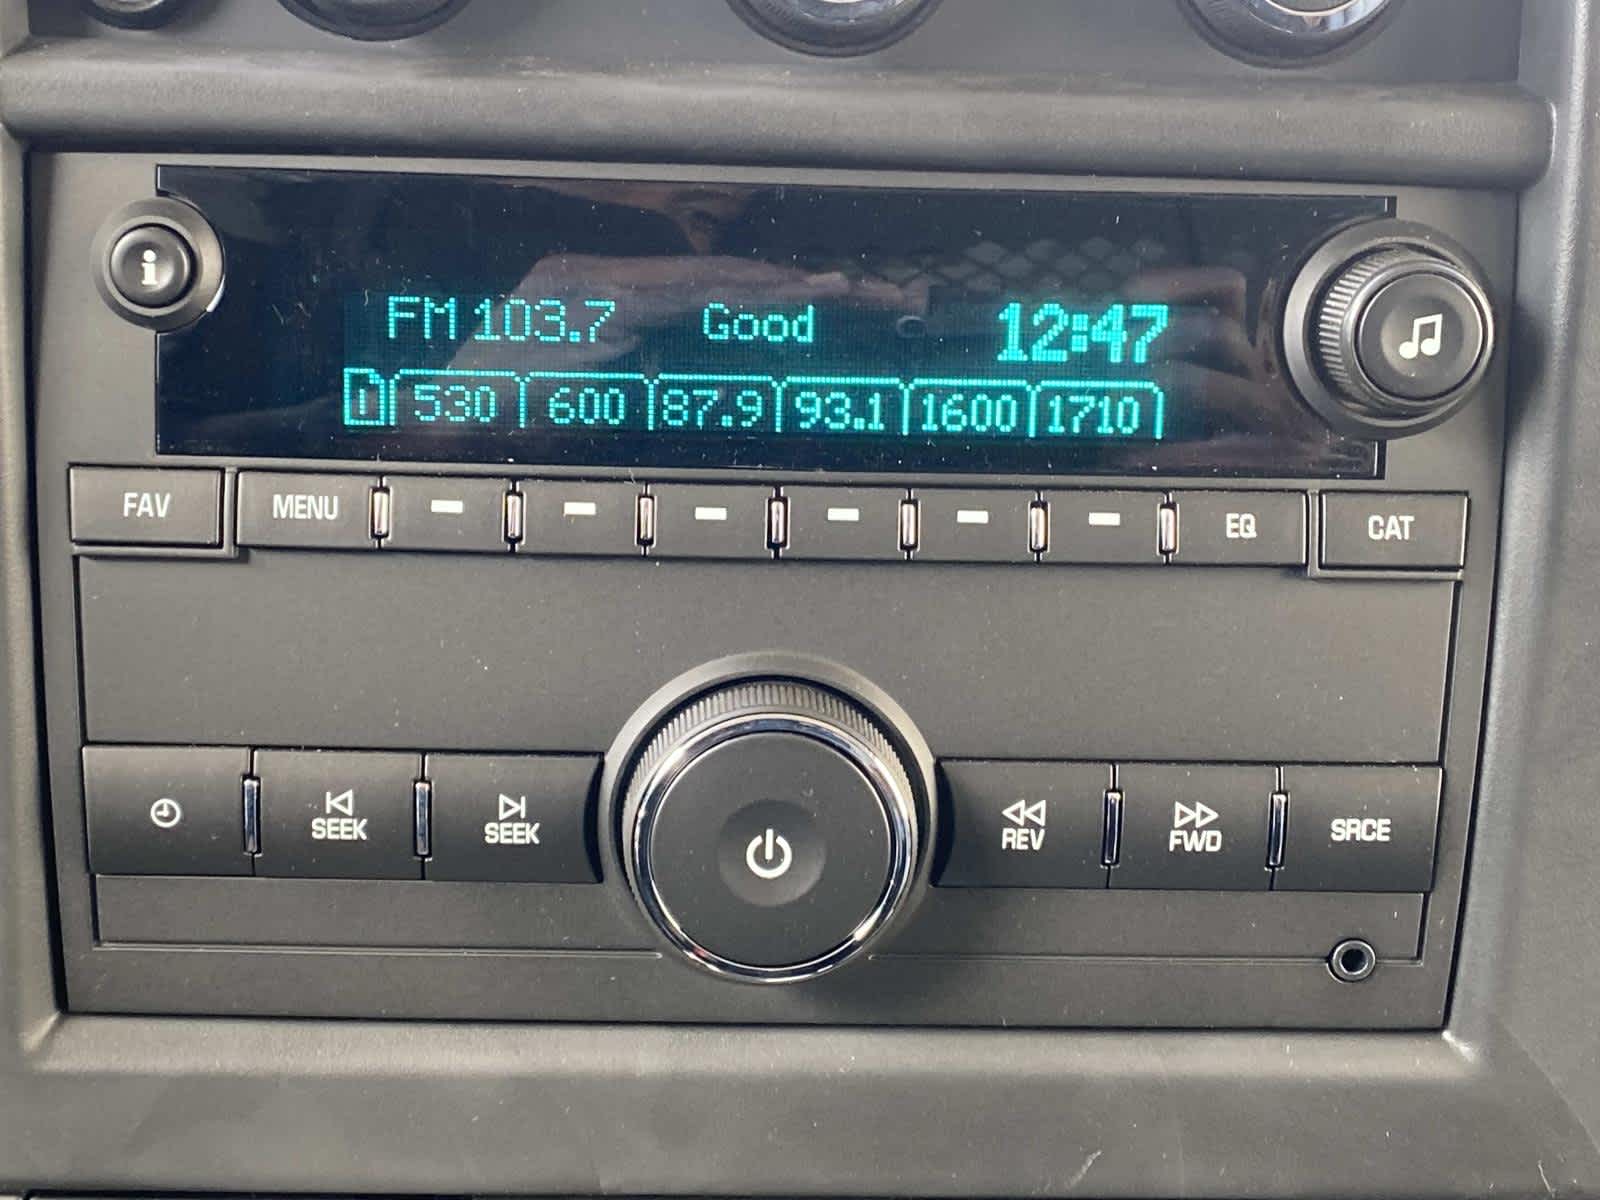 i
FM 103.7 Good 12:47
1 530 600 87.9 93.1 1600 1710
FAV MENU EQ CAT
SEEK SEEK REV FWD SRCE